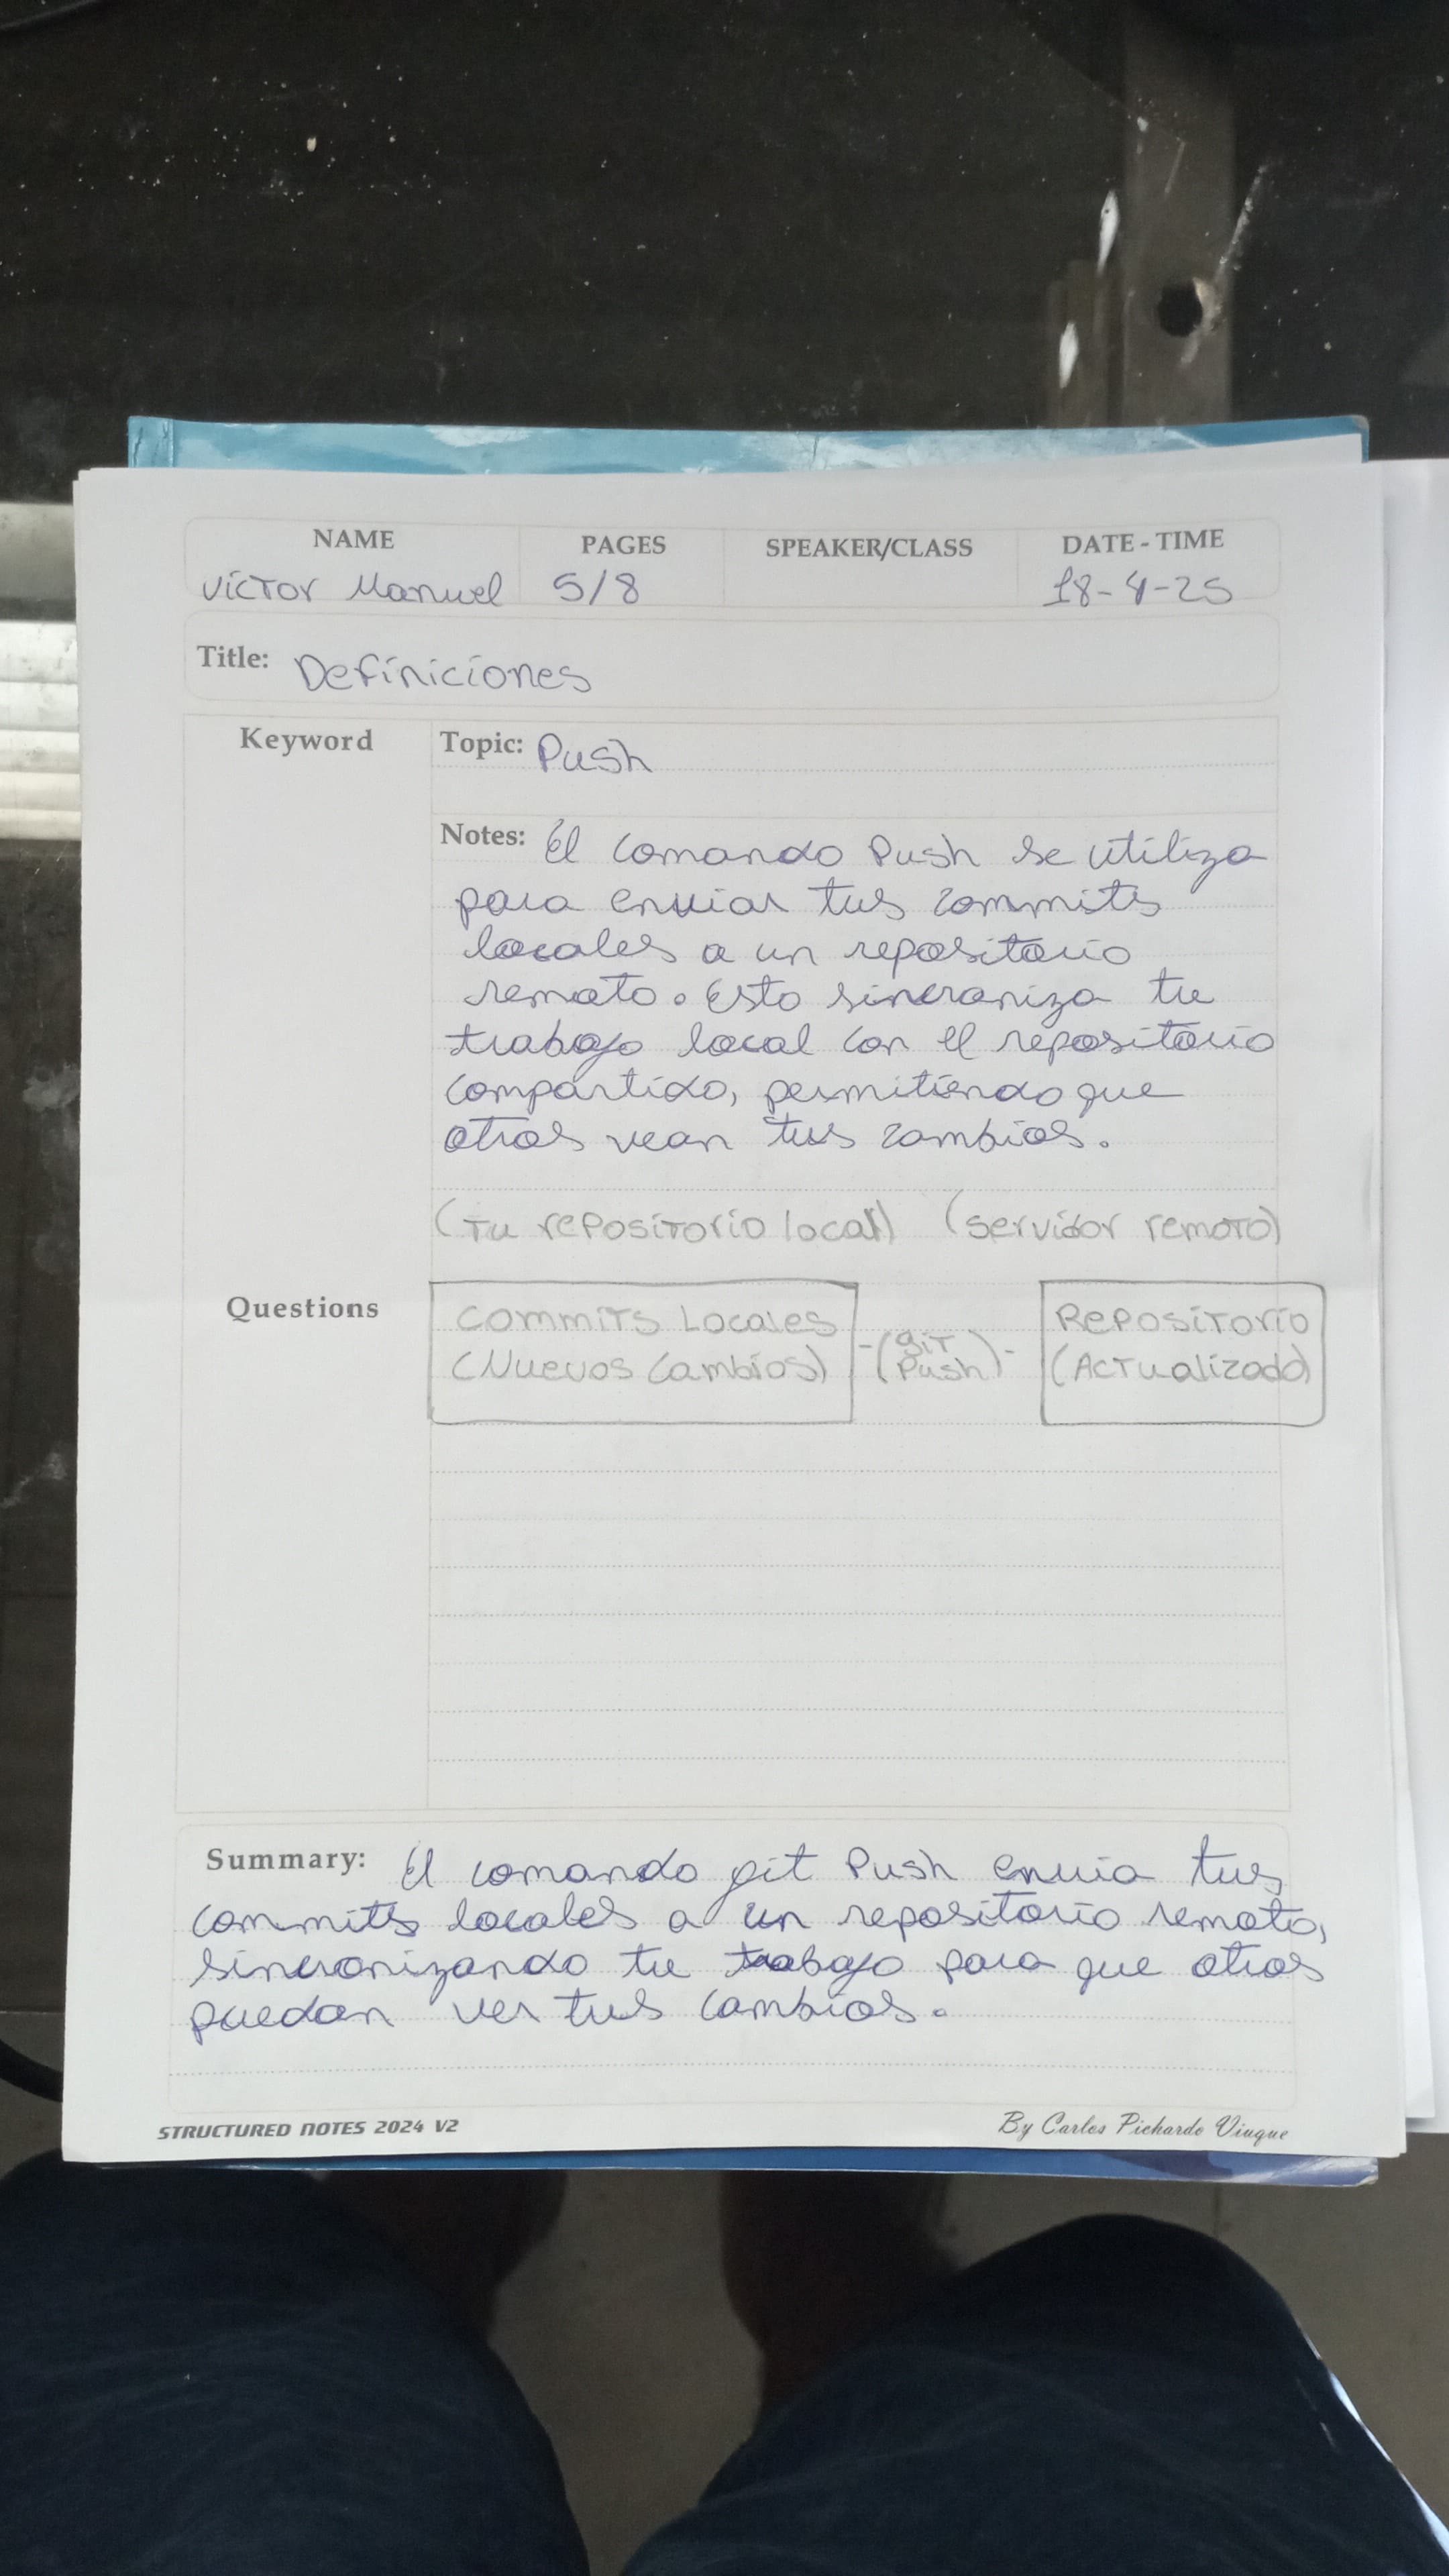 NAME PAGES SPEAKER/CLASS DATE - TIME
Víctor Manuel 5/8 18-4-25
Title: Definiciones
Keyword
Topic: Push
Notes: El comando Push se utiliza
para enviar tus commits
locales a un repositorio
remoto. Esto sincroniza tu
trabajo local con el repositorio
compartido, permitiendo que
otros vean tus cambios.
(Tu repositorio local) (servidor remoto)
Questions
Commits Locales
(Nuevos Cambios)
-(git
Push)-
Repositorio
(Actualizado)
Summary: El comando git Push envia tus
commits locales a un repositorio remoto,
sincronizando tu trabajo para que otros
puedan ver tus cambios.
STRUCTURED NOTES 2024 V2 By Carlos Pichardo Viuque